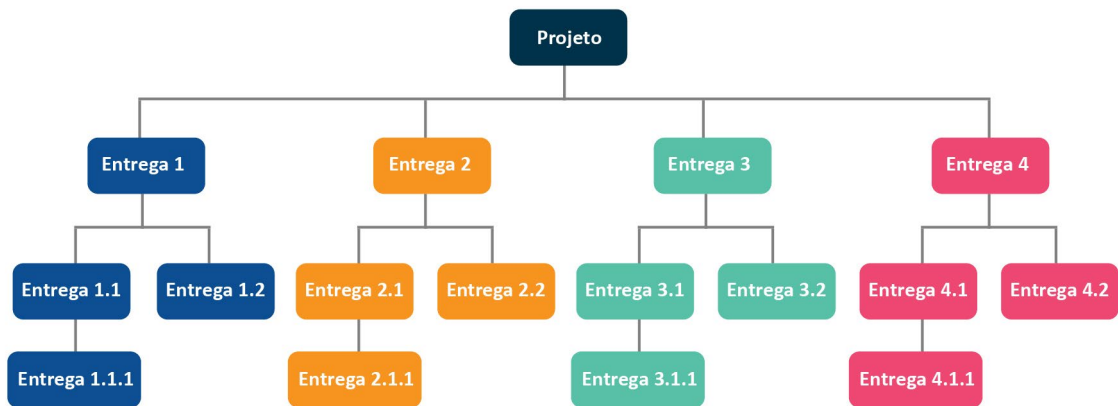 Projeto
Entrega 1
Entrega 2
Entrega 3
Entrega 4
Entrega 1.1
Entrega 1.2
Entrega 2.1
Entrega 2.2
Entrega 3.1
Entrega 3.2
Entrega 4.1
Entrega 4.2
Entrega 1.1.1
Entrega 2.1.1
Entrega 3.1.1
Entrega 4.1.1